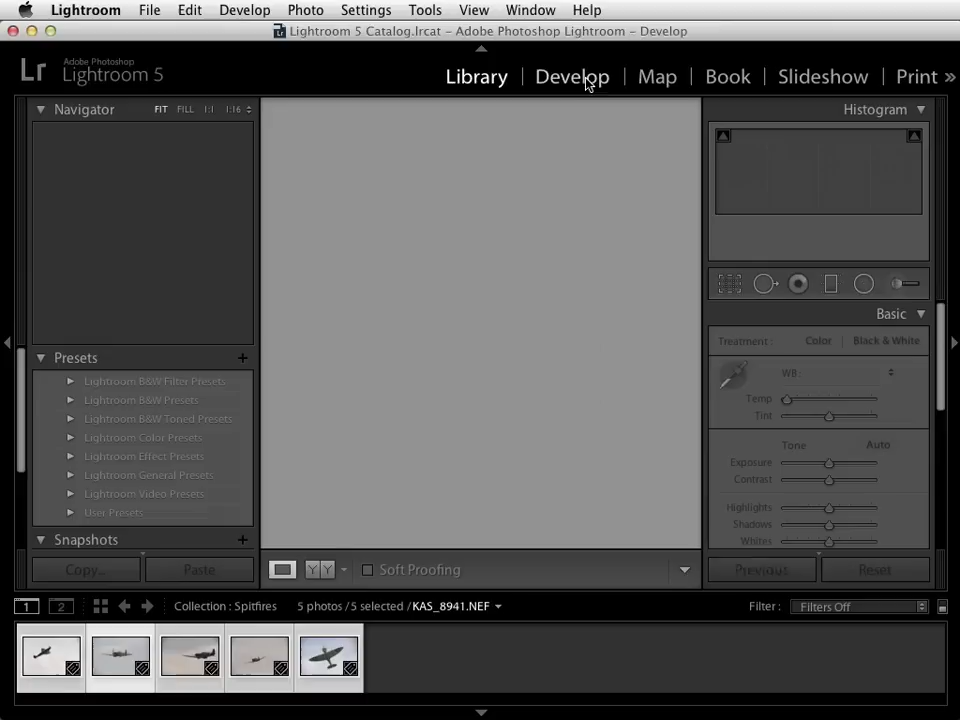 Lightroom File Edit Develop Photo Settings Tools View Window Help
Lightroom 5 Catalog.lrcat – Adobe Photoshop Lightroom – Develop
Lr Adobe Photoshop Lightroom 5
Library | Develop | Map | Book | Slideshow | Print »
Navigator FIT FILL 1:1 1:16
Histogram
Basic
Treatment : Color | Black & White
WB:
Temp
Tint
Tone Auto
Exposure
Contrast
Highlights
Shadows
Whites
Presets +
Lightroom B&W Filter Presets
Lightroom B&W Presets
Lightroom B&W Toned Presets
Lightroom Color Presets
Lightroom Effect Presets
Lightroom General Presets
Lightroom Video Presets
User Presets
Snapshots +
Copy... Paste
Y Y Soft Proofing
Previous Reset
1 2 Collection : Spitfires 5 photos / 5 selected / KAS_8941.NEF Filter : Filters Off